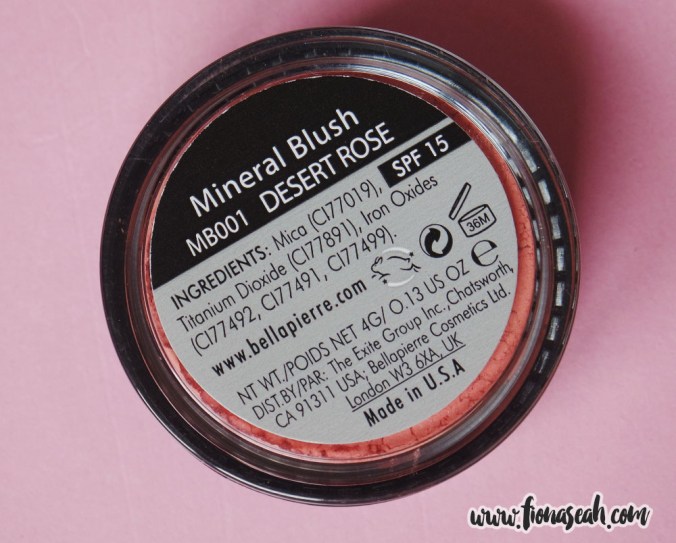 Mineral Blush
MB001 DESERT ROSE
SPF 15
INGREDIENTS: Mica (CI77019),
Titanium Dioxide (CI77891), Iron Oxides
(CI77492, CI77491, CI77499).
www.bellapierre.com
36M
e
NT WT./POIDS NET 4G/ 0.13 US OZ
DIST.BY/PAR: The Exite Group Inc., Chatsworth,
CA 91311 USA; Bellapierre Cosmetics Ltd.
London W3 6XA, UK
Made in U.S.A
www.fionaseah.com